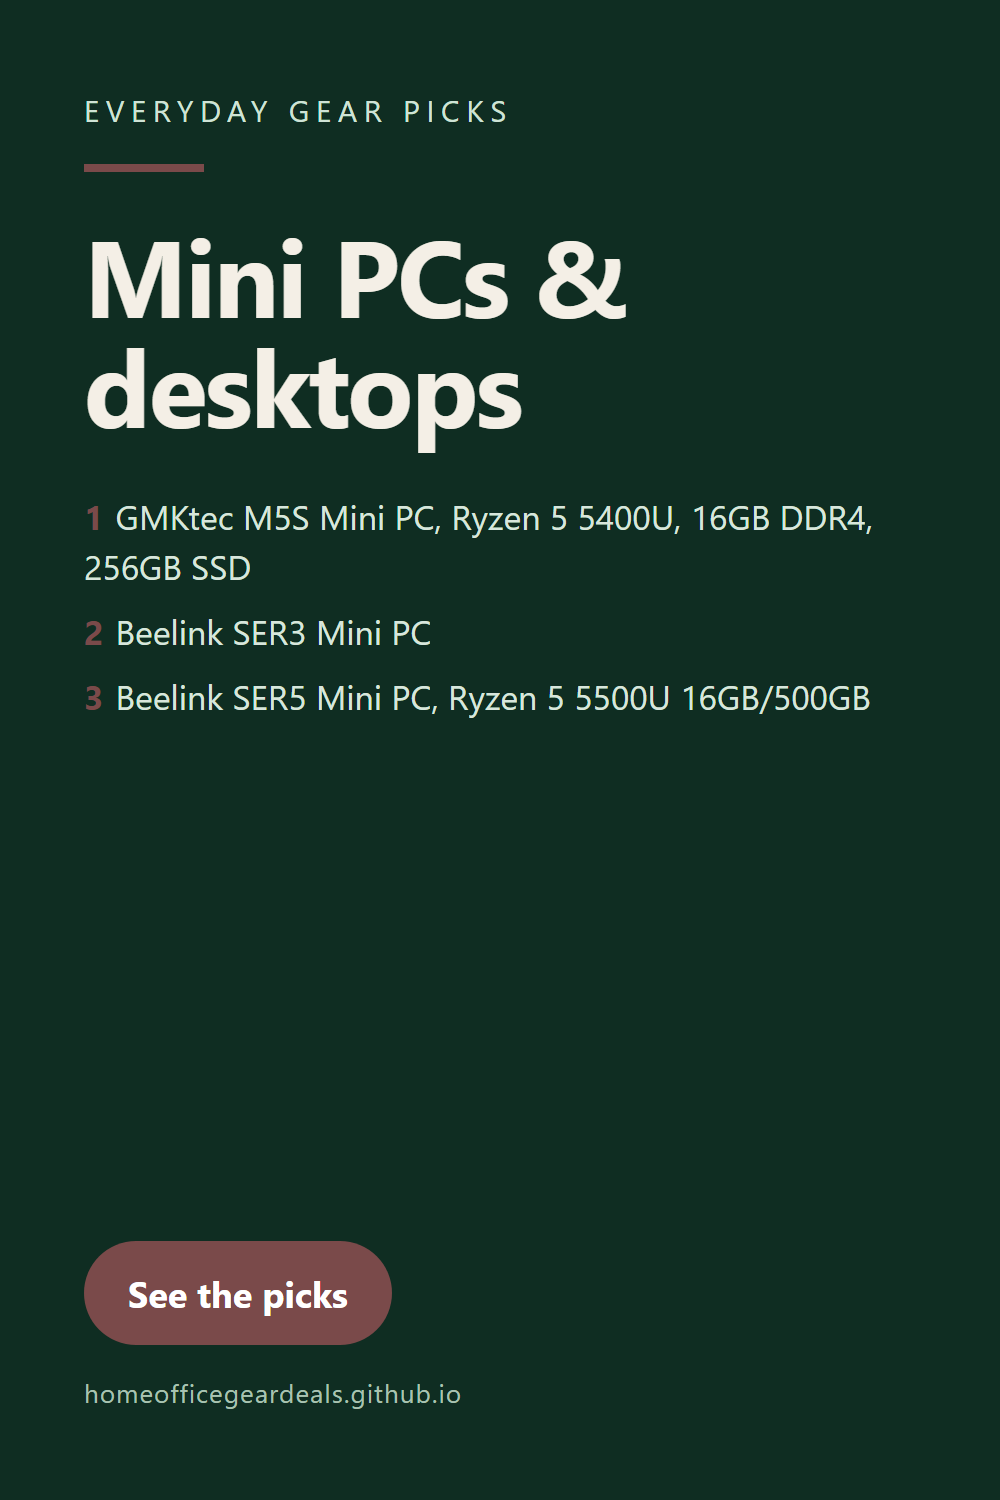 EVERYDAY GEAR PICKS
Mini PCs &
desktops
1 GMKtec M5S Mini PC, Ryzen 5 5400U, 16GB DDR4,
256GB SSD
2 Beelink SER3 Mini PC
3 Beelink SER5 Mini PC, Ryzen 5 5500U 16GB/500GB
See the picks
homeofficegeardeals.github.io